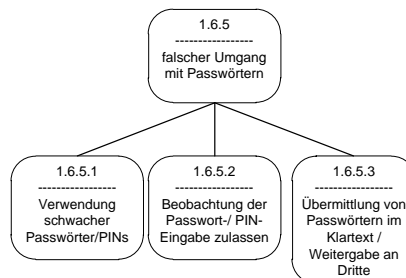 1.6.5
-----------------
falscher Umgang
mit Passwörtern
1.6.5.1
-----------------
Verwendung
schwacher
Passwörter/PINs
1.6.5.2
-----------------
Beobachtung der
Passwort-/ PIN-
Eingabe zulassen
1.6.5.3
-----------------
Übermittlung von
Passwörtern im
Klartext /
Weitergabe an
Dritte